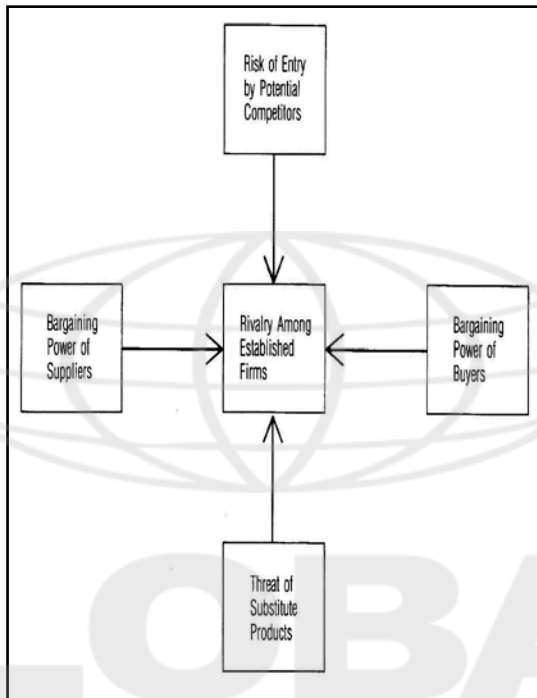 Risk of Entry
by Potential
Competitors
Bargaining
Power of
Suppliers
Rivalry Among
Established
Firms
Bargaining
Power of
Buyers
Threat of
Substitute
Products
LOBA